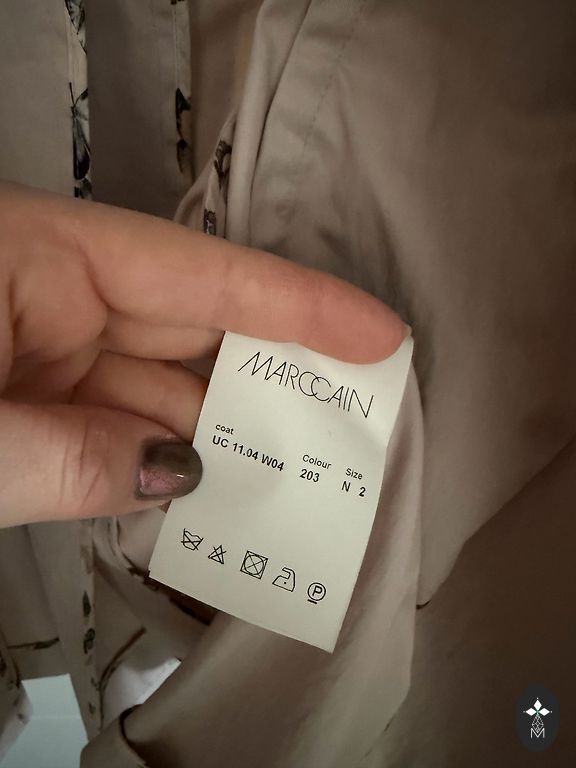 MARCCAIN
coat
UC 11.04 W04
Colour
203
Size
N 2
P
M